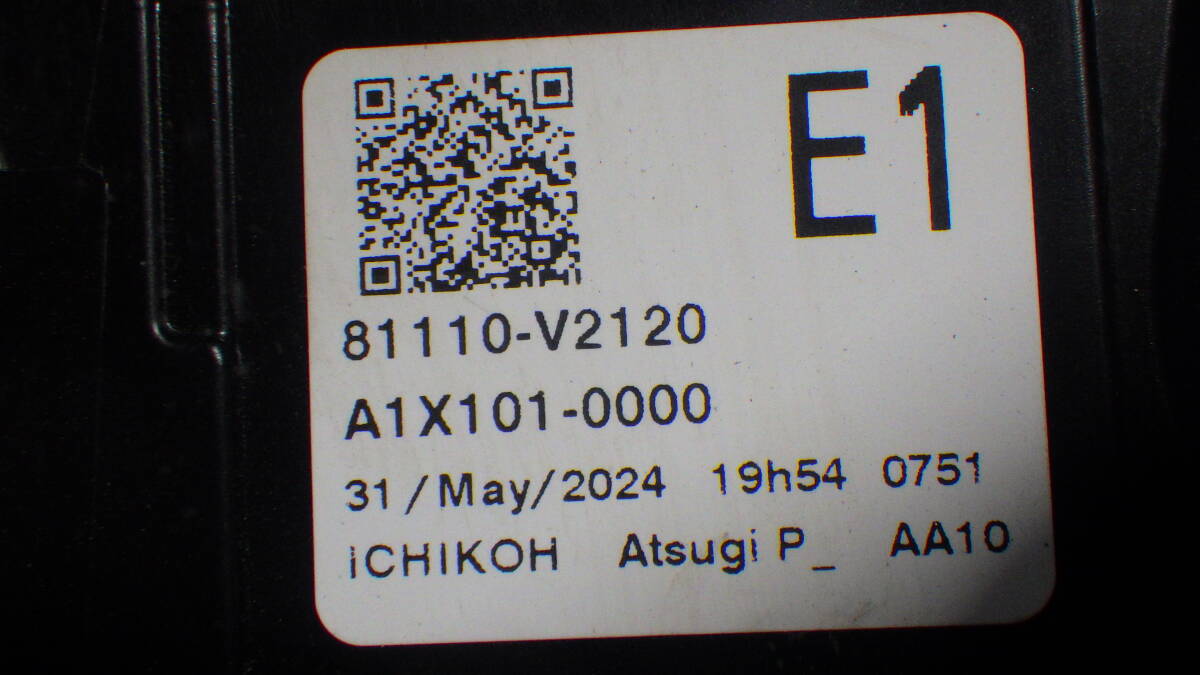 E1
81110-V2120
A1X101-0000
31/May/2024 19h54 0751
ICHIKOH Atsugi P_ AA10